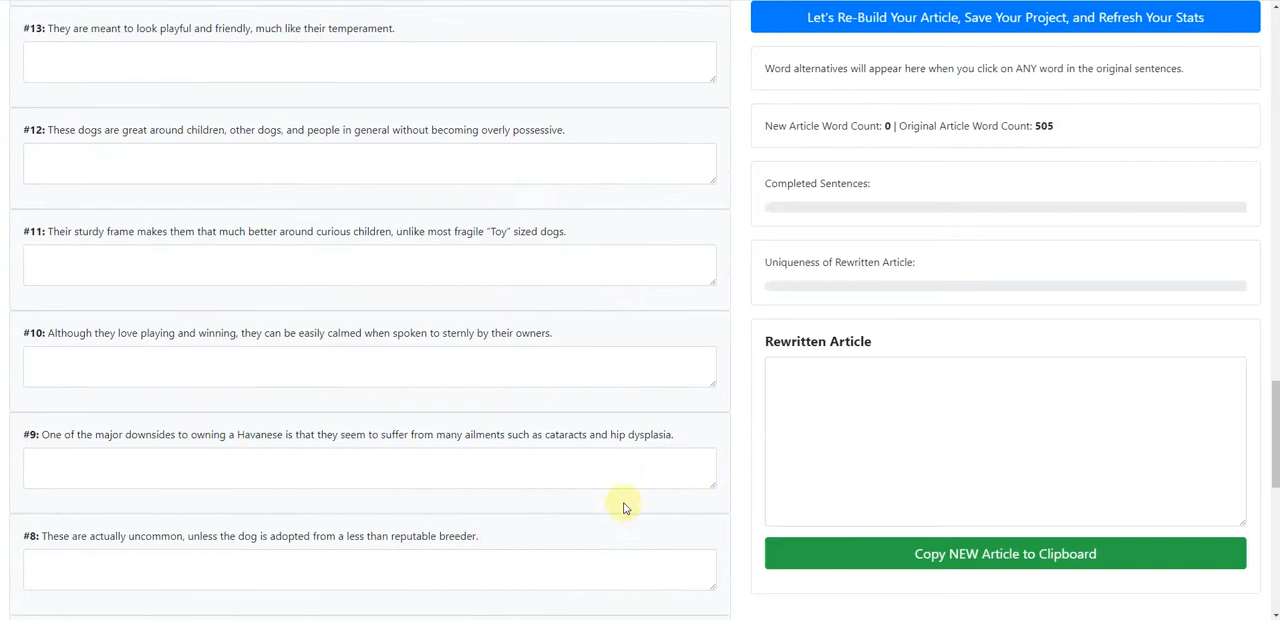 #13: They are meant to look playful and friendly, much like their temperament.
#12: These dogs are great around children, other dogs, and people in general without becoming overly possessive.
#11: Their sturdy frame makes them that much better around curious children, unlike most fragile “Toy” sized dogs.
#10: Although they love playing and winning, they can be easily calmed when spoken to sternly by their owners.
#9: One of the major downsides to owning a Havanese is that they seem to suffer from many ailments such as cataracts and hip dysplasia.
#8: These are actually uncommon, unless the dog is adopted from a less than reputable breeder.
Let's Re-Build Your Article, Save Your Project, and Refresh Your Stats
Word alternatives will appear here when you click on ANY word in the original sentences.
New Article Word Count: 0 | Original Article Word Count: 505
Completed Sentences:
Uniqueness of Rewritten Article:
Rewritten Article
Copy NEW Article to Clipboard